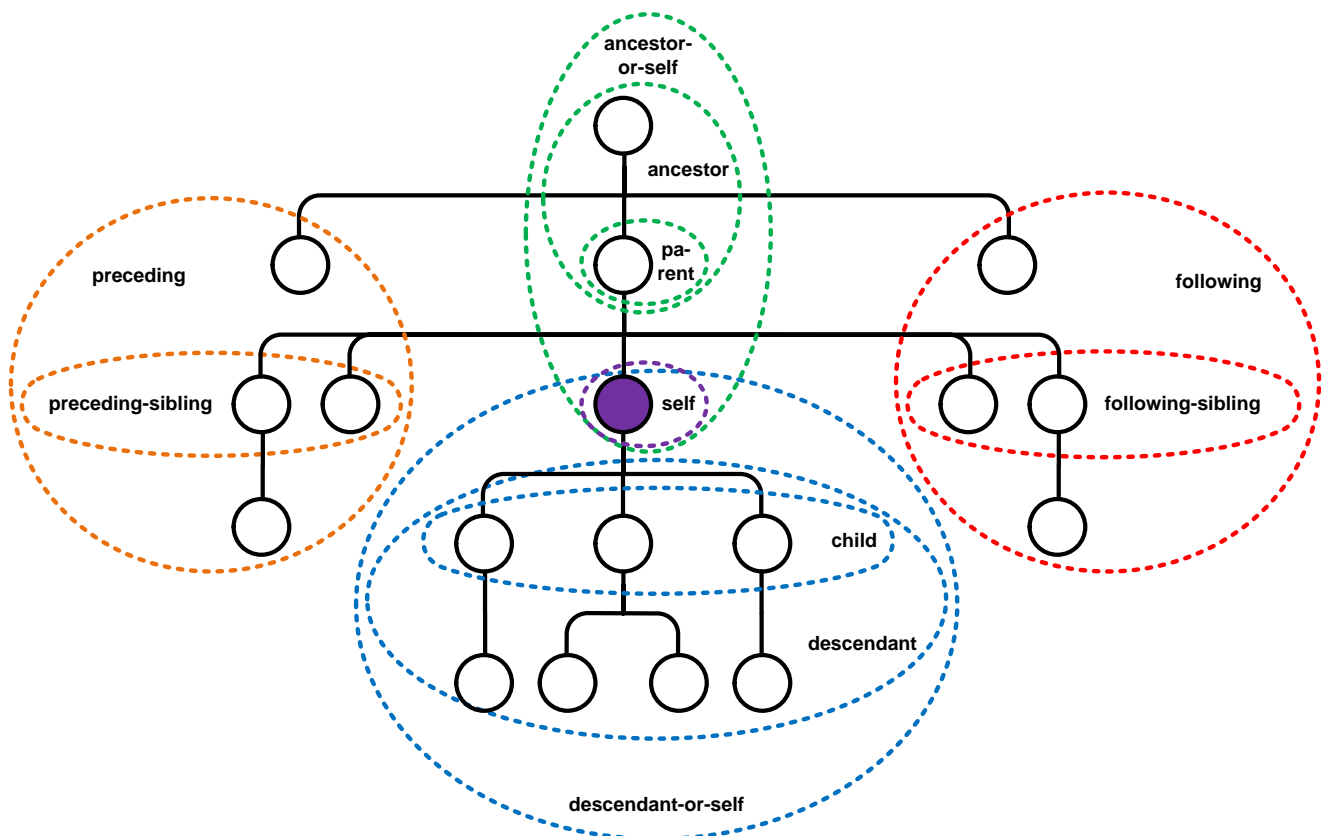 ancestor-
or-self
ancestor
pa-
rent
preceding
following
preceding-sibling
self
following-sibling
child
descendant
descendant-or-self